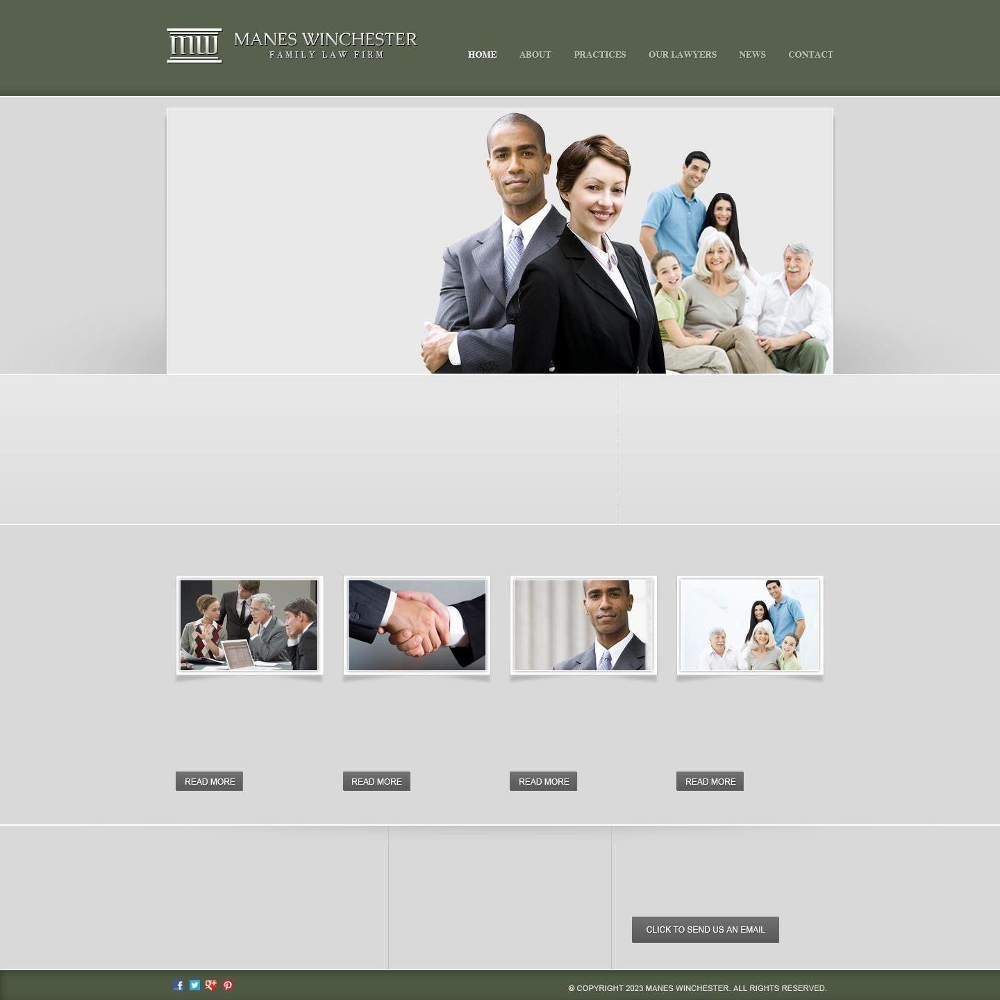 MW
MANES WINCHESTER
FAMILY LAW FIRM
HOME ABOUT PRACTICES OUR LAWYERS NEWS CONTACT
READ MORE READ MORE READ MORE READ MORE
CLICK TO SEND US AN EMAIL
f g+
© COPYRIGHT 2023 MANES WINCHESTER. ALL RIGHTS RESERVED.